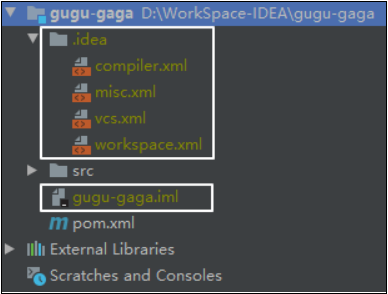 gugu-gaga D:\WorkSpace-IDEA\gugu-gaga
.idea
compiler.xml
misc.xml
vcs.xml
workspace.xml
src
gugu-gaga.iml
m pom.xml
External Libraries
Scratches and Consoles